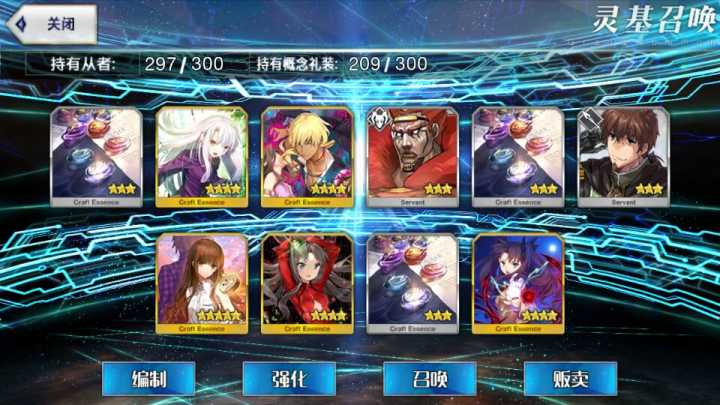 关闭
灵基召唤
持有从者: 297/300 持有概念礼装: 209/300
Craft Essence Craft Essence Craft Essence Servant Craft Essence Servant
Craft Essence Craft Essence Craft Essence Craft Essence
编制 强化 召唤 贩卖